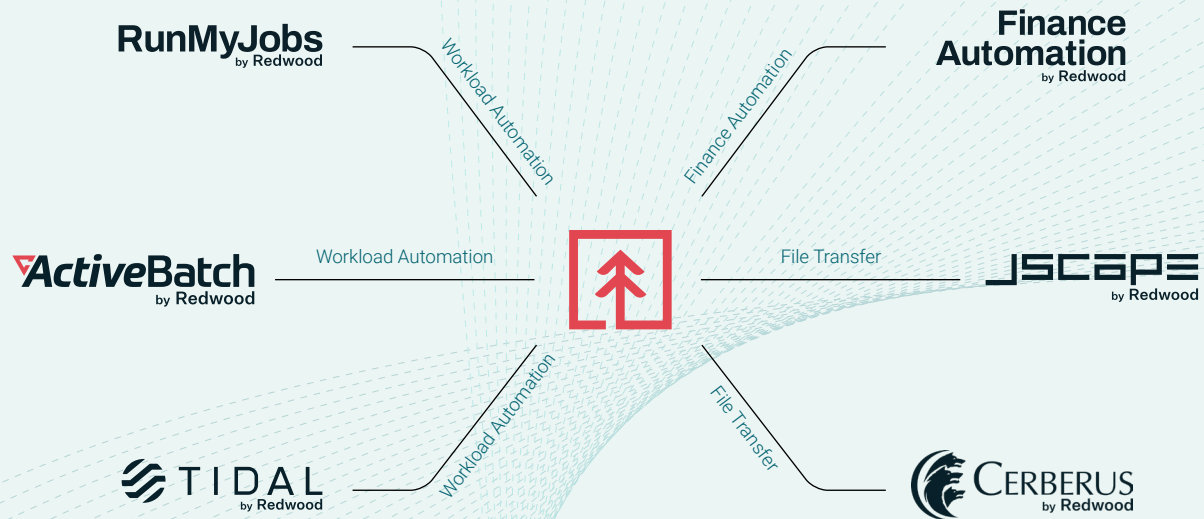 RunMyJobs
by Redwood
Workload Automation
Finance
Automation
by Redwood
Finance Automation
ActiveBatch
by Redwood
Workload Automation
File Transfer
JSCAPE
by Redwood
TIDAL
by Redwood
Workload Automation
File Transfer
CERBERUS
by Redwood